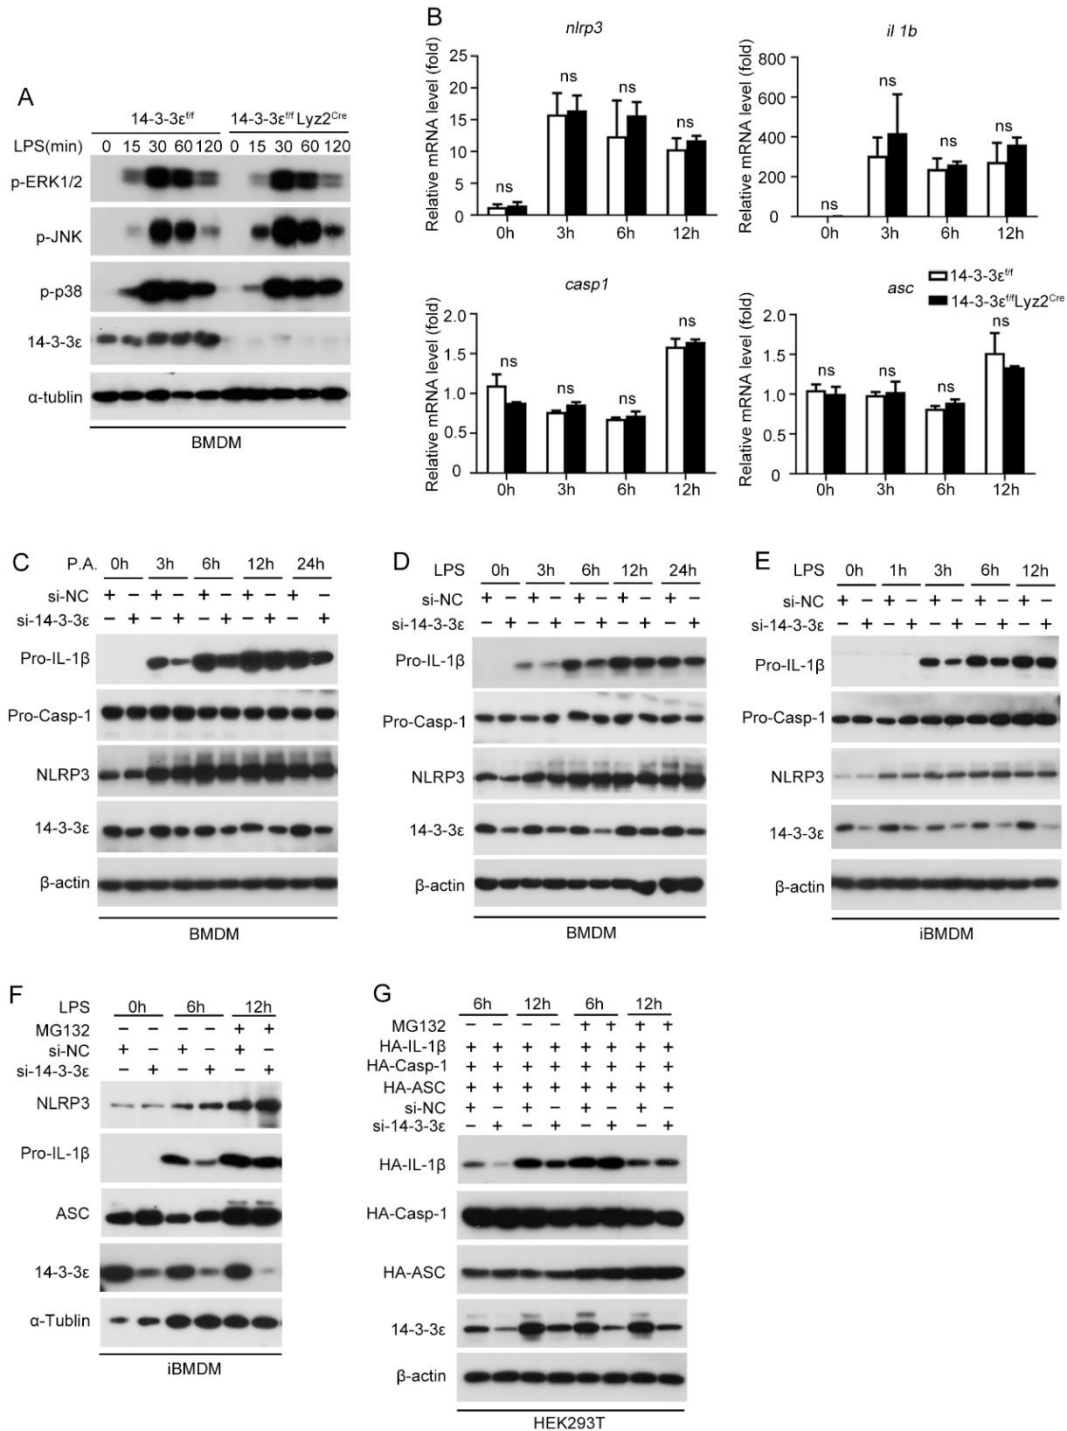 A
14-3-3εf/f 14-3-3εf/f Lyz2Cre
LPS(min) 0 15 30 60 120 0 15 30 60 120
p-ERK1/2
p-JNK
p-p38
14-3-3ε
α-tublin
BMDM
B
nlrp3
Relative mRNA level (fold)
25
20
15
10
5
0
ns ns ns ns
0h 3h 6h 12h
il 1b
Relative mRNA level (fold)
800
600
400
200
0
ns ns ns ns
0h 3h 6h 12h
casp1
Relative mRNA level (fold)
2.0
1.5
1.0
0.5
0
ns ns ns ns
0h 3h 6h 12h
asc
14-3-3εf/f
14-3-3εf/fLyz2Cre
Relative mRNA level (fold)
2.0
1.5
1.0
0.5
0
ns ns ns ns
0h 3h 6h 12h
C
P.A. 0h 3h 6h 12h 24h
si-NC + − + − + − + − + −
si-14-3-3ε − + − + − + − + − +
Pro-IL-1β
Pro-Casp-1
NLRP3
14-3-3ε
β-actin
BMDM
D
LPS 0h 3h 6h 12h 24h
si-NC + − + − + − + − + −
si-14-3-3ε − + − + − + − + − +
Pro-IL-1β
Pro-Casp-1
NLRP3
14-3-3ε
β-actin
BMDM
E
LPS 0h 1h 3h 6h 12h
si-NC + − + − + − + − + −
si-14-3-3ε − + − + − + − + − +
Pro-IL-1β
Pro-Casp-1
NLRP3
14-3-3ε
β-actin
iBMDM
F
LPS 0h 6h 12h
MG132 − − − − + +
si-NC + − + − + −
si-14-3-3ε − + − + − +
NLRP3
Pro-IL-1β
ASC
14-3-3ε
α-Tublin
iBMDM
G
6h 12h 6h 12h
MG132 − − − − + + + +
HA-IL-1β + + + + + + + +
HA-Casp-1 + + + + + + + +
HA-ASC + + + + + + + +
si-NC + − + − + − + −
si-14-3-3ε − + − + − + − +
HA-IL-1β
HA-Casp-1
HA-ASC
14-3-3ε
β-actin
HEK293T